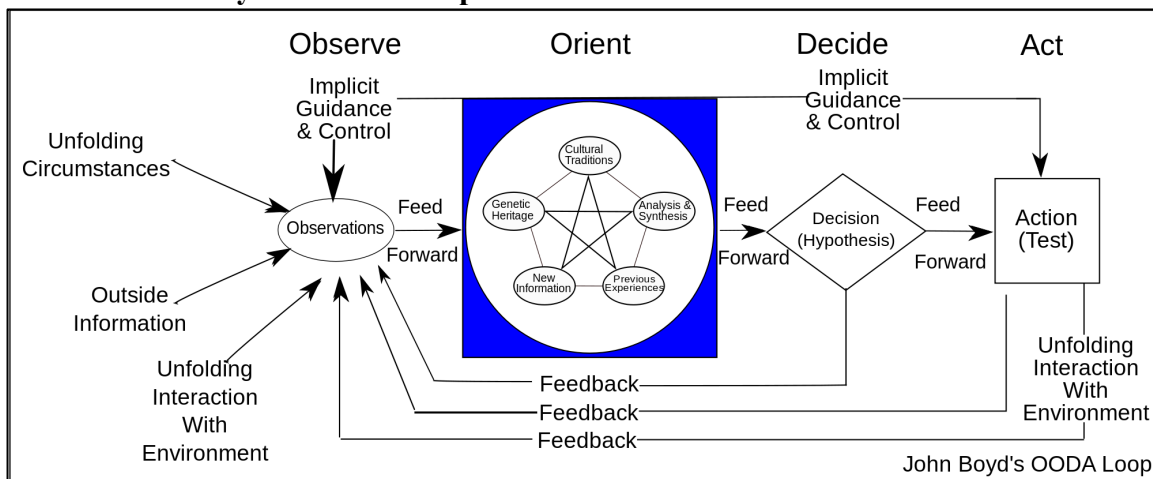 Observe
Orient
Decide
Act
Implicit
Guidance
& Control
Implicit
Guidance
& Control
Unfolding
Circumstances
Cultural
Traditions
Genetic
Heritage
Analysis &
Synthesis
New
Information
Previous
Experiences
Observations
Feed
Forward
Feed
Forward
Decision
(Hypothesis)
Feed
Forward
Action
(Test)
Outside
Information
Unfolding
Interaction
With
Environment
Unfolding
Interaction
With
Environment
Feedback
Feedback
Feedback
John Boyd's OODA Loop